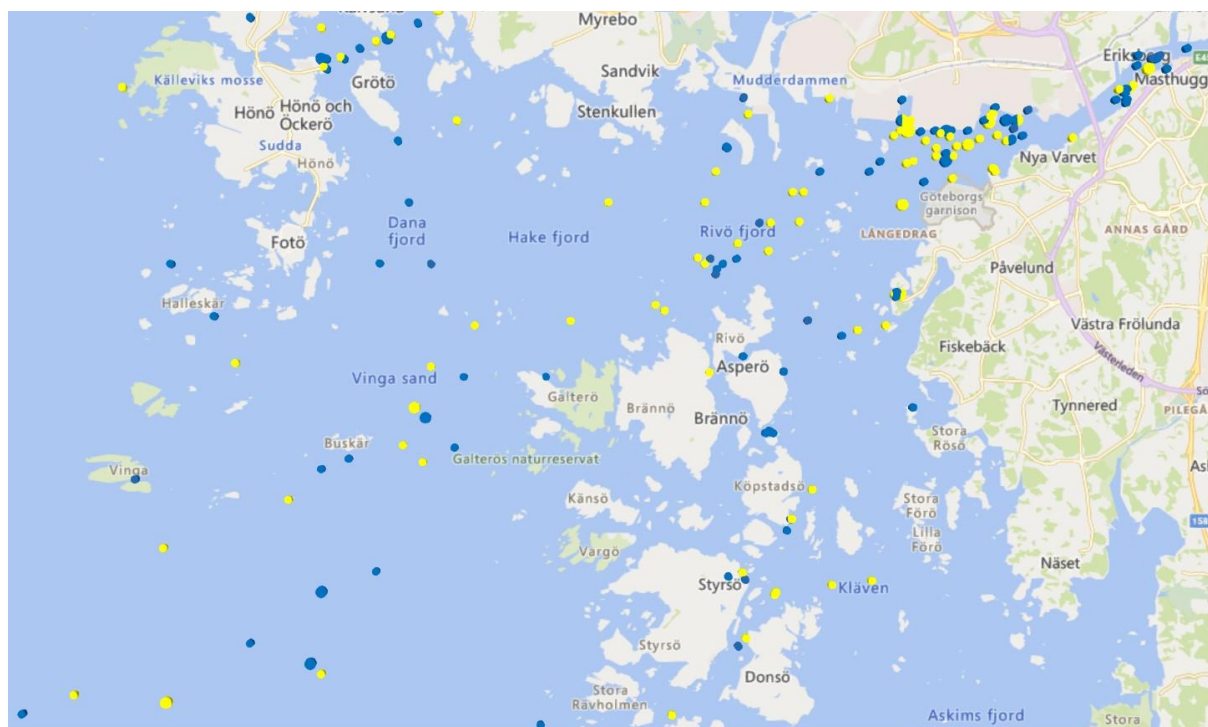 Myrebo
Eriksberg
Källeviks mosse
Grötö
Sandvik
Mudderdammen
Masthugg
Hönö
Hönö och
Öckerö
Stenkullen
Sudda
Hönö
Nya Varvet
Göteborgs
garnison
Dana
fjord
Hake fjord
Rivö fjord
LÅNGEDRAG
ANNAS GÅRD
Fotö
Påvelund
Halleskär
Rivö
Västra Frölunda
Fiskebäck
Västerleden
Asperö
Vinga sand
Galterö
Brännö
Brännö
Tynnered
PILEGÅ
Buskär
Stora
Rösö
Vinga
Galterös naturreservat
Känsö
Köpstadsö
Stora
Förö
Lilla
Förö
158
Vargö
Näset
Styrsö
Kläven
Styrsö
Donsö
Stora
Rävholmen
Askims fjord
Stora